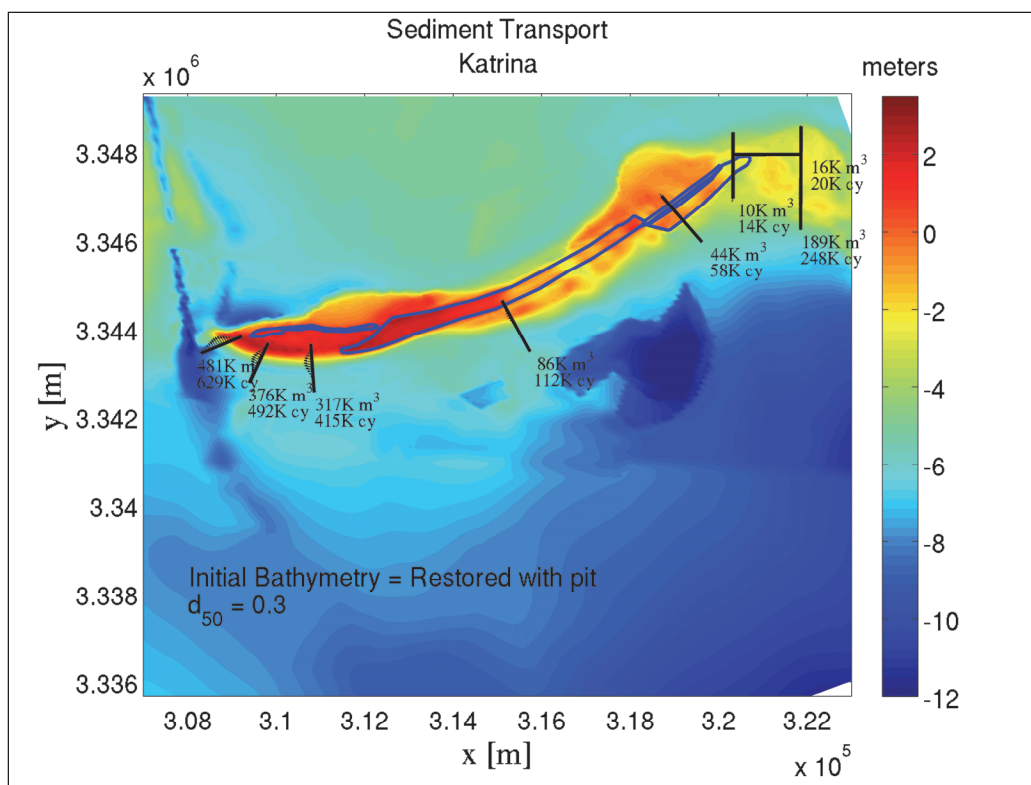 Sediment Transport
Katrina
x 10^6
meters
3.348
3.346
3.344
3.342
3.34
3.338
3.336
y [m]
16K m^3
20K cy
10K m^3
14K cy
189K m^3
248K cy
44K m^3
58K cy
86K m^3
112K cy
481K m
629K cy
376K m^3
492K cy
317K m^3
415K cy
Initial Bathymetry = Restored with pit
d_50 = 0.3
3.08
3.1
3.12
3.14
3.16
3.18
3.2
3.22
x [m]
x 10^5
2
0
-2
-4
-6
-8
-10
-12